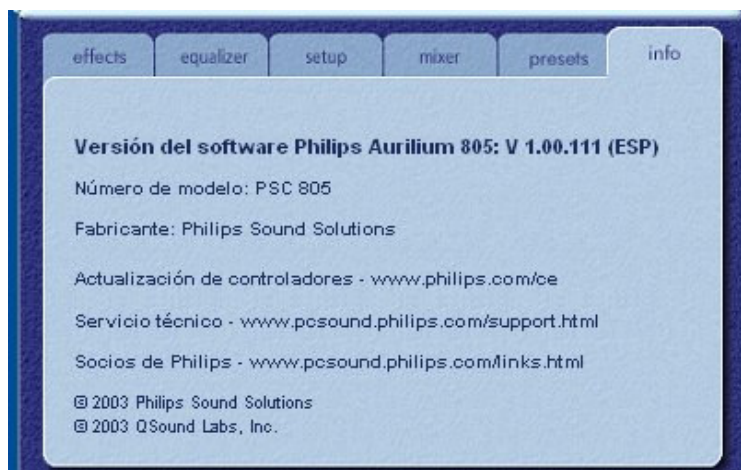 effects equalizer setup mixer presets info
Versión del software Philips Aurilium 805: V 1.00.111 (ESP)
Número de modelo: PSC 805
Fabricante: Philips Sound Solutions
Actualización de controladores - www.philips.com/ce
Servicio técnico - www.pcsound.philips.com/support.html
Socios de Philips - www.pcsound.philips.com/links.html
© 2003 Philips Sound Solutions
© 2003 QSound Labs, Inc.